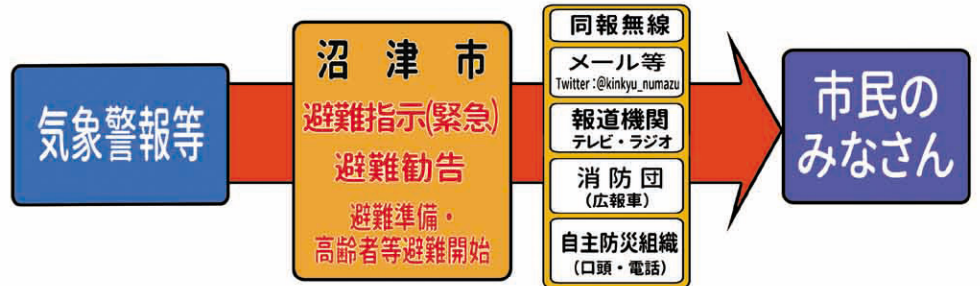 気象警報等
沼津市
避難指示(緊急)
避難勧告
避難準備・
高齢者等避難開始
同報無線
メール等
Twitter:@kinkyu_numazu
報道機関
テレビ・ラジオ
消防団
(広報車)
自主防災組織
(口頭・電話)
市民の
みなさん